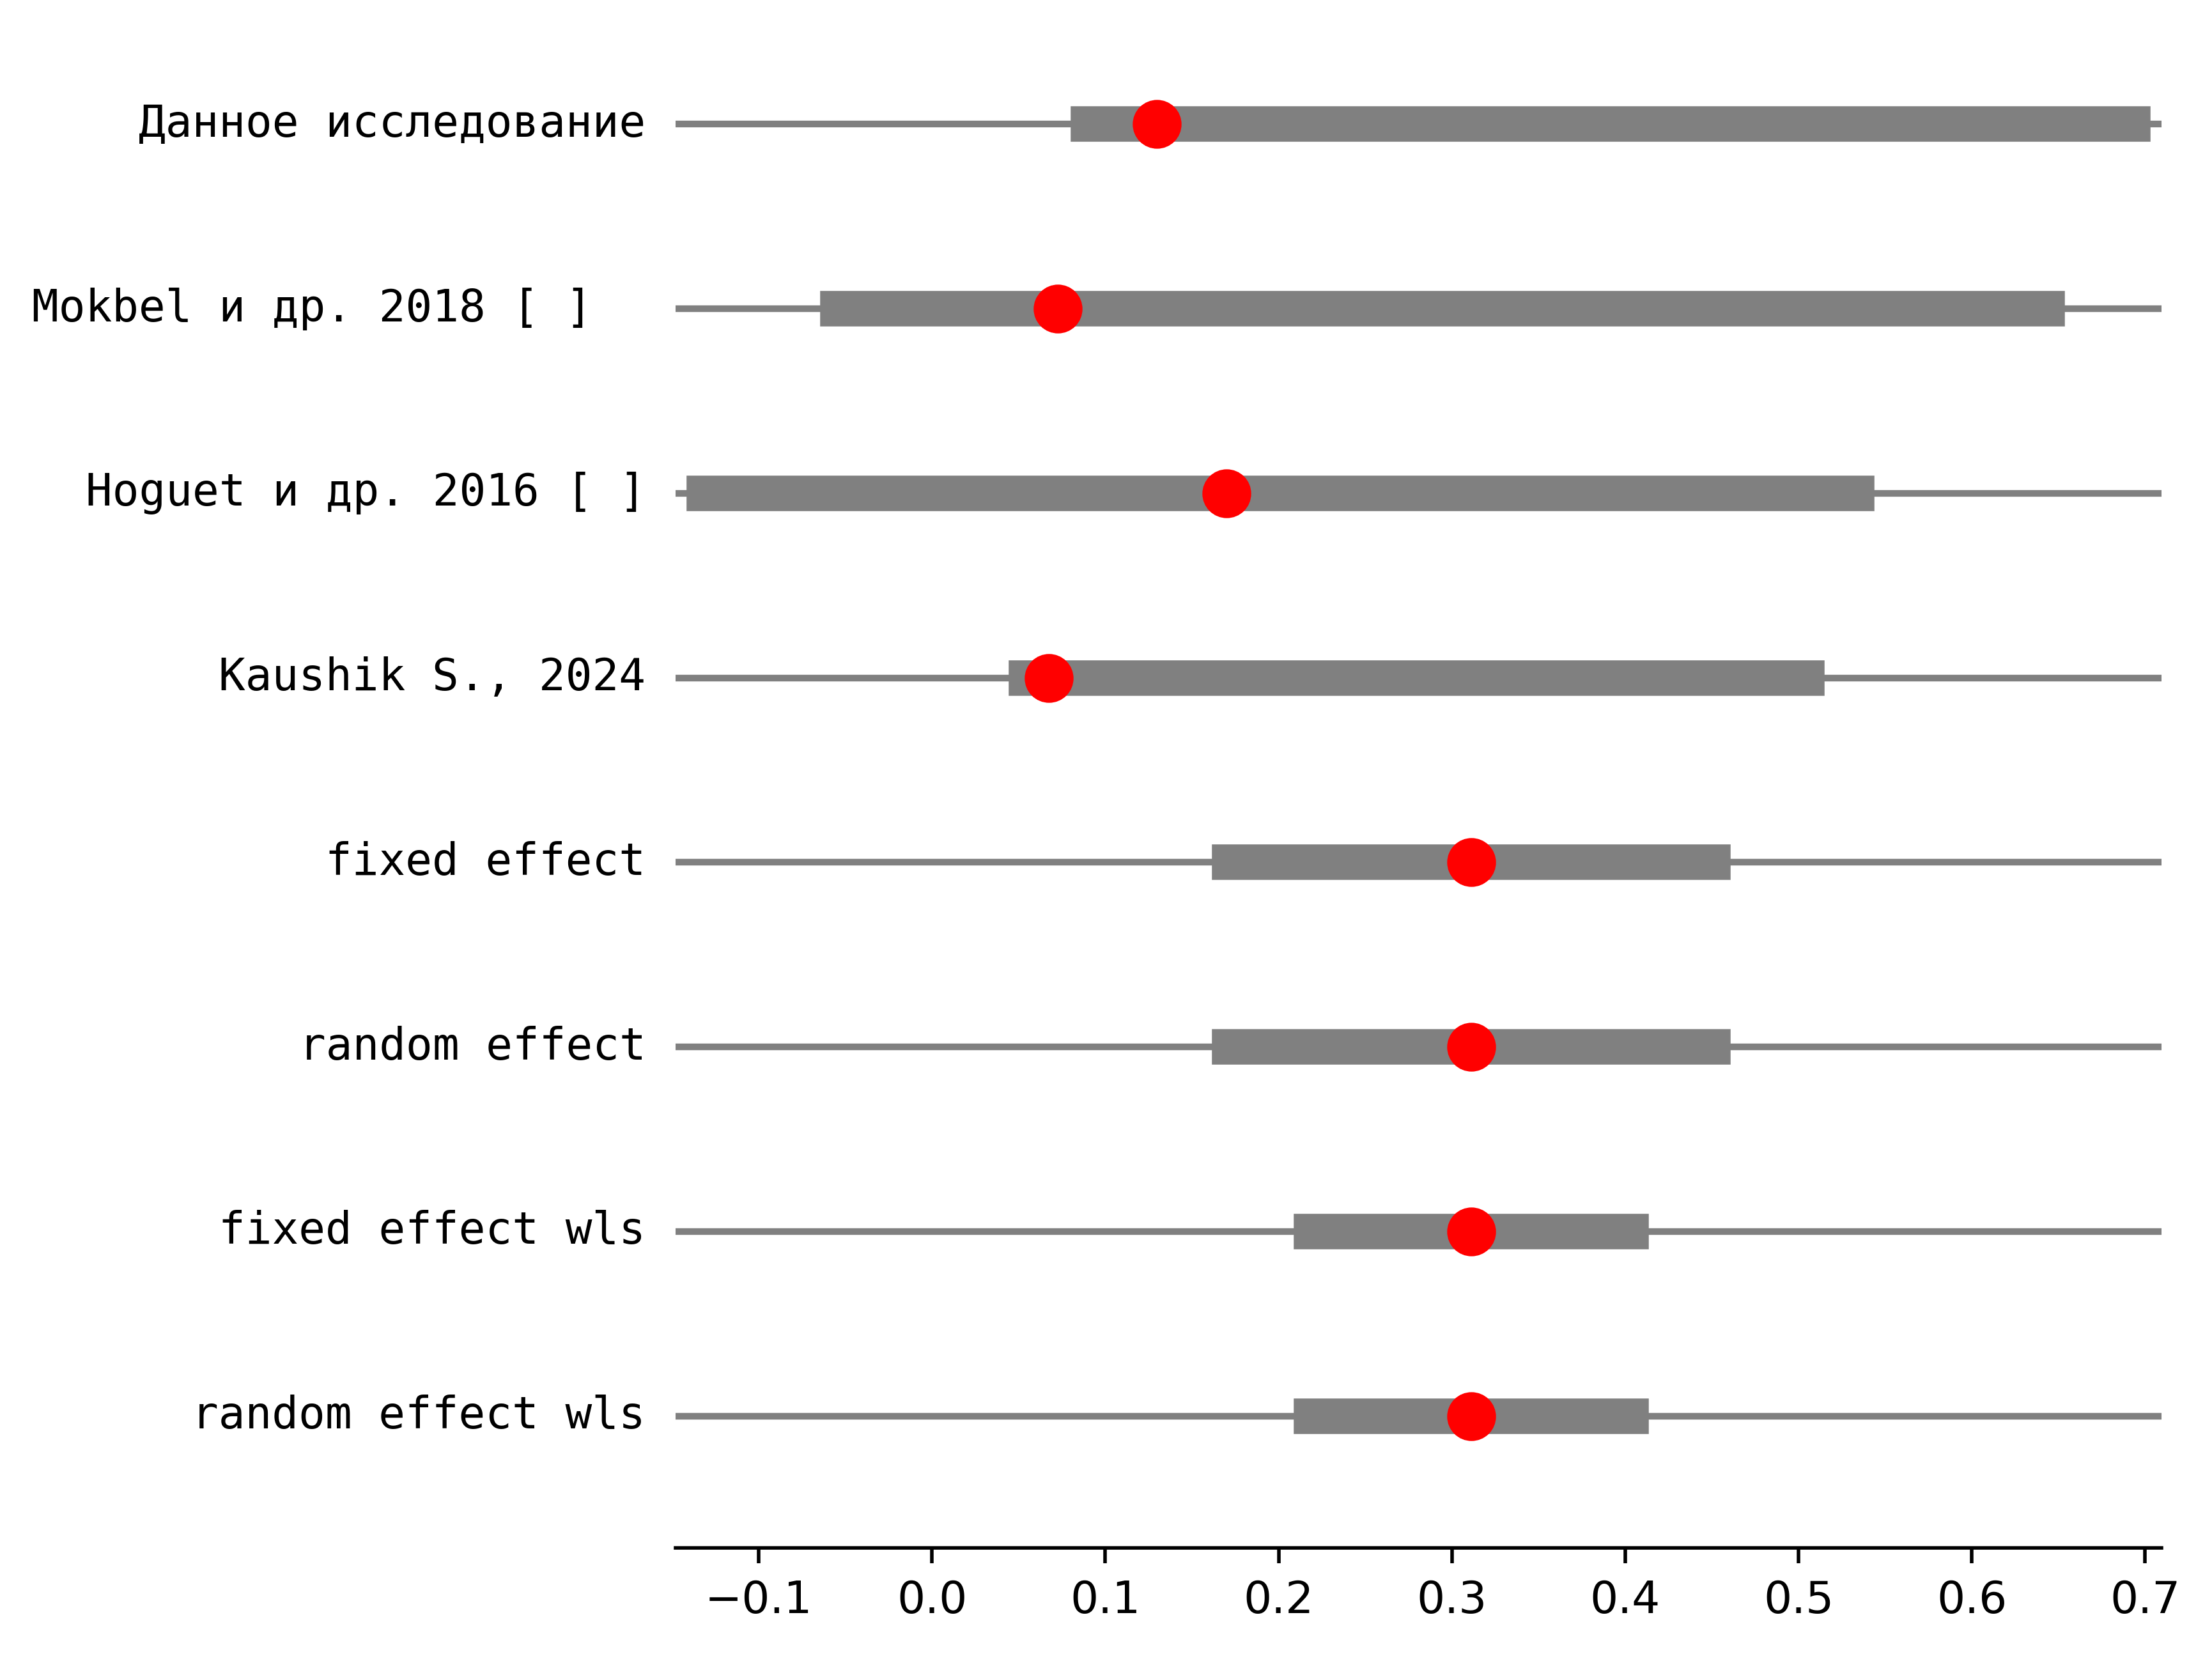 Данное исследование
Mokbel и др. 2018 [ ]
Hoguet и др. 2016 [ ]
Kaushik S., 2024
fixed effect
random effect
fixed effect wls
random effect wls
−0.1 0.0 0.1 0.2 0.3 0.4 0.5 0.6 0.7